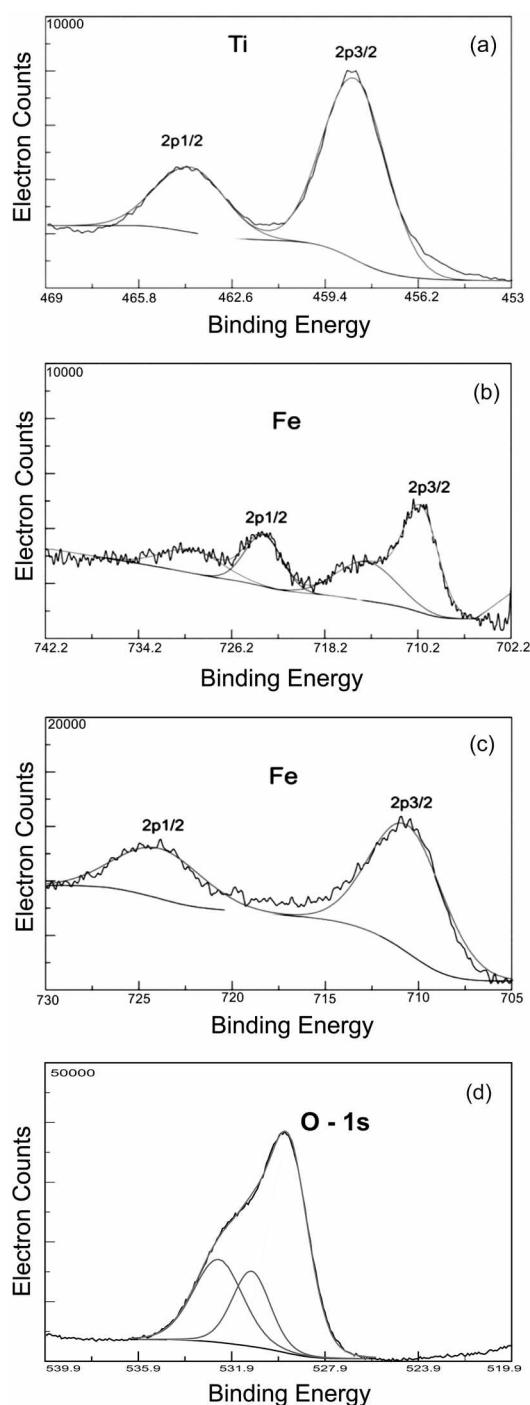 10000
Ti
2p3/2
(a)
2p1/2
Electron Counts
469 465.8 462.6 459.4 456.2 453
Binding Energy
10000
(b)
Fe
2p3/2
2p1/2
Electron Counts
742.2 734.2 726.2 718.2 710.2 702.2
Binding Energy
20000
(c)
Fe
2p3/2
2p1/2
Electron Counts
730 725 720 715 710 705
Binding Energy
50000
(d)
O - 1s
Electron Counts
539.9 535.9 531.9 527.9 523.9 519.9
Binding Energy